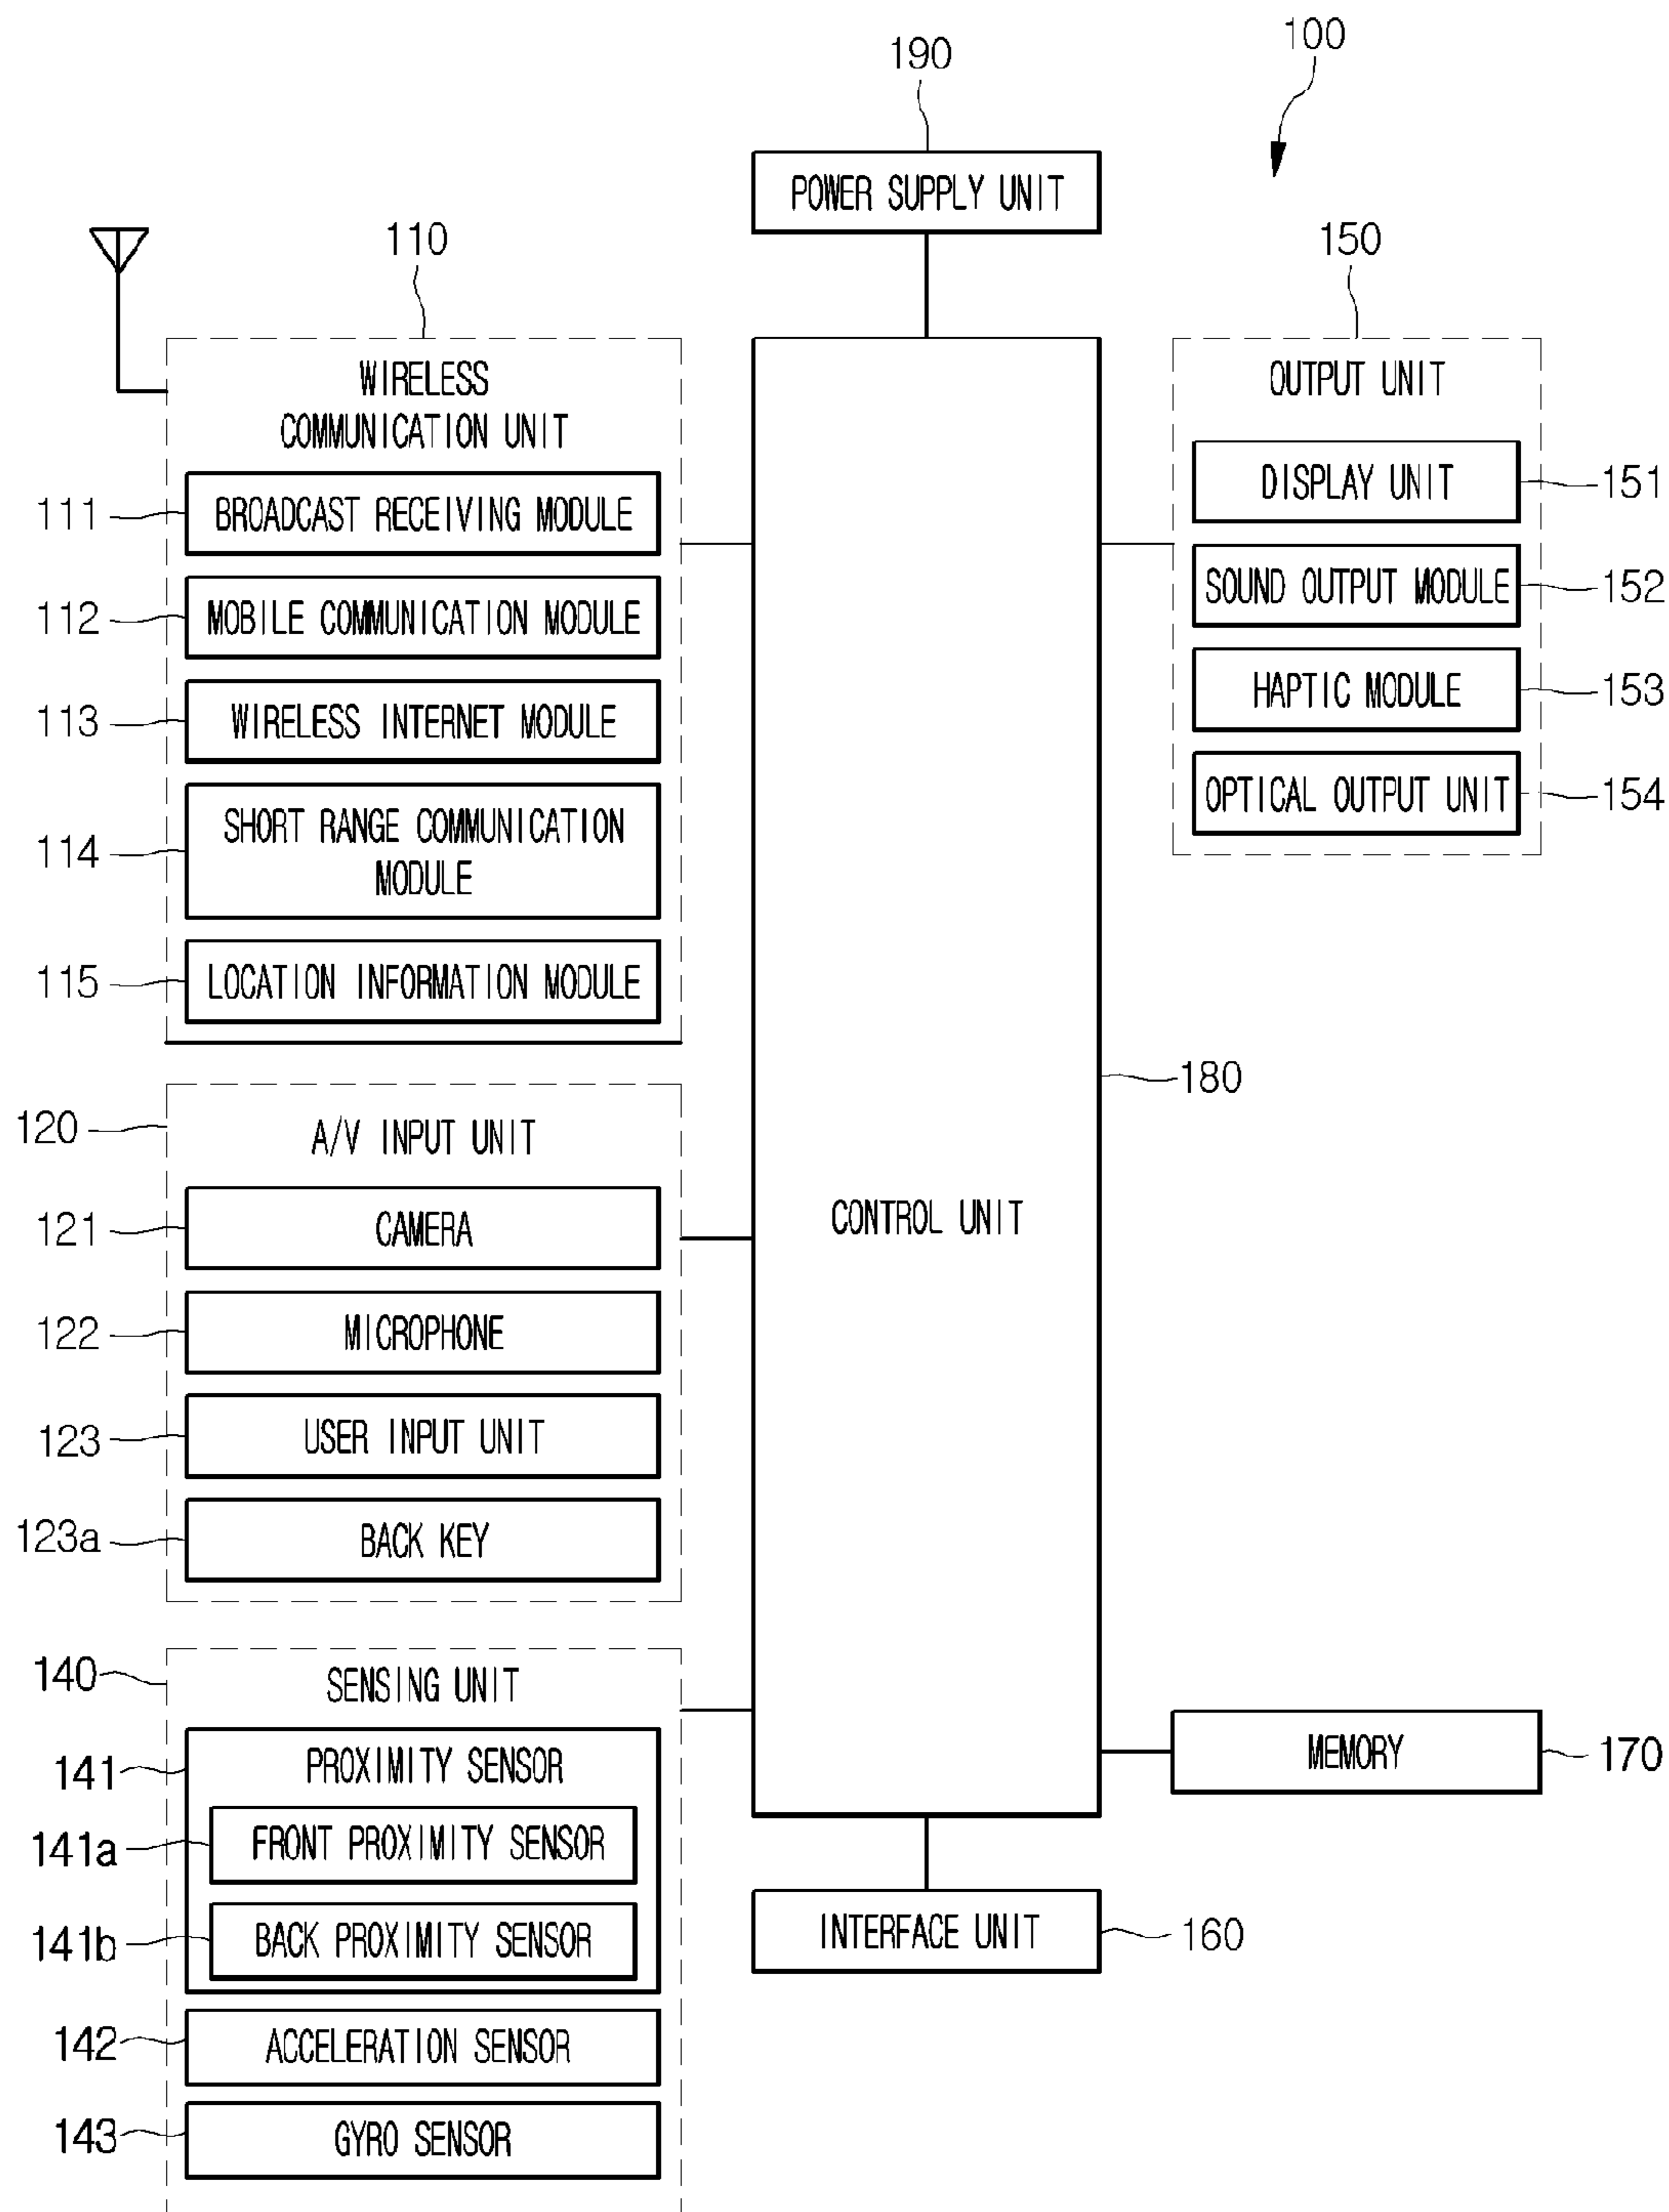 100
190
POWER SUPPLY UNIT
110
WIRELESS
COMMUNICATION UNIT
111
BROADCAST RECEIVING MODULE
112
MOBILE COMMUNICATION MODULE
113
WIRELESS INTERNET MODULE
114
SHORT RANGE COMMUNICATION
MODULE
115
LOCATION INFORMATION MODULE
120
A/V INPUT UNIT
121
CAMERA
122
MICROPHONE
123
USER INPUT UNIT
123a
BACK KEY
140
SENSING UNIT
141
PROXIMITY SENSOR
141a
FRONT PROXIMITY SENSOR
141b
BACK PROXIMITY SENSOR
142
ACCELERATION SENSOR
143
GYRO SENSOR
CONTROL UNIT
180
150
OUTPUT UNIT
DISPLAY UNIT
151
SOUND OUTPUT MODULE
152
HAPTIC MODULE
153
OPTICAL OUTPUT UNIT
154
MEMORY
170
INTERFACE UNIT
160